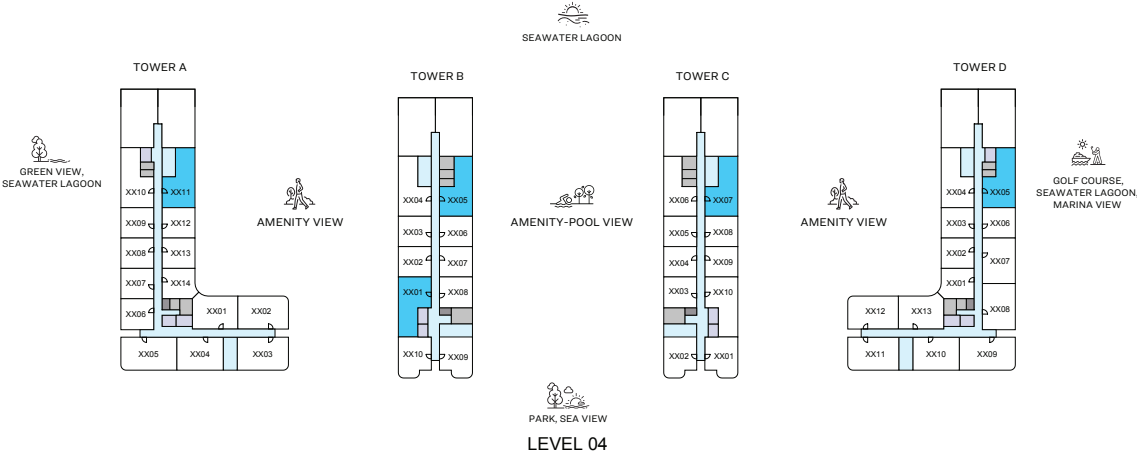 SEAWATER LAGOON
TOWER A
TOWER B
TOWER C
TOWER D
GREEN VIEW,
SEAWATER LAGOON
AMENITY VIEW
AMENITY-POOL VIEW
AMENITY VIEW
GOLF COURSE,
SEAWATER LAGOON,
MARINA VIEW
XX10 XX11
XX09 XX12
XX08 XX13
XX07 XX14
XX06 XX01 XX02
XX05 XX04 XX03
XX04 XX05
XX03 XX06
XX02 XX07
XX01 XX08
XX10 XX09
XX06 XX07
XX05 XX08
XX04 XX09
XX03 XX10
XX02 XX01
XX04 XX05
XX03 XX06
XX02 XX07
XX01
XX12 XX13 XX08
XX11 XX10 XX09
PARK, SEA VIEW
LEVEL 04